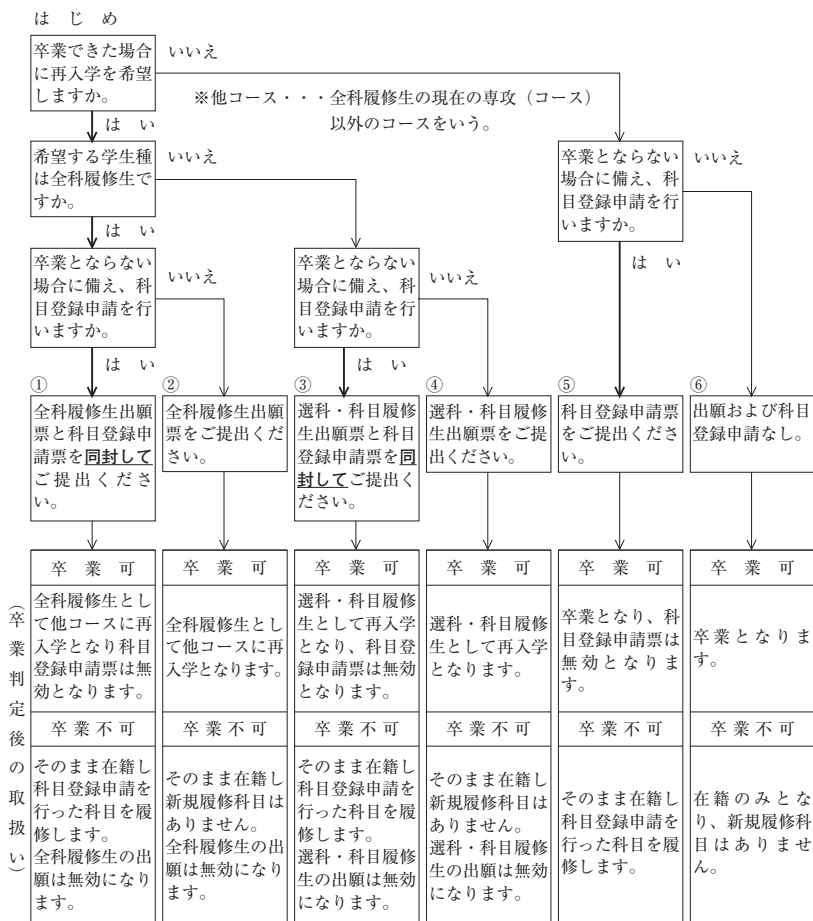 はじめ
卒業できた場合
に再入学を希望
しますか。
いいえ
※他コース・・・全科履修生の現在の専攻（コース）
以外のコースをいう。
はい
希望する学生種
は全科履修生で
すか。
いいえ
卒業とならない
場合に備え、科
目登録申請を行
いますか。
いいえ
はい
卒業とならない
場合に備え、科
目登録申請を行
いますか。
いいえ
卒業とならない
場合に備え、科
目登録申請を行
いますか。
いいえ
はい
はい
はい
①
全科履修生出願
票と科目登録申
請票を同封して
ご提出くださ
い。
②
全科履修生出願
票をご提出くだ
さい。
③
選科・科目履修
生出願票と科目
登録申請票を同
封してご提出く
ださい。
④
選科・科目履修
生出願票をご提
出ください。
⑤
科目登録申請票
をご提出くださ
い。
⑥
出願および科目
登録申請なし。
（卒業判定後の取扱い）
卒業可
全科履修生とし
て他コースに再
入学となり科目
登録申請票は無
効となります。
卒業不可
そのまま在籍し
科目登録申請を
行った科目を履
修します。
全科履修生の出
願は無効になり
ます。
卒業可
全科履修生とし
て他コースに再
入学となります。
卒業不可
そのまま在籍し
新規履修科目は
ありません。
全科履修生の出
願は無効になり
ます。
卒業可
選科・科目履修
生として再入学
となり、科目登
録申請票は無効
となります。
卒業不可
そのまま在籍し
科目登録申請を
行った科目を履
修します。
選科・科目履修
生の出願は無効
になります。
卒業可
選科・科目履修
生として再入学
となります。
卒業不可
そのまま在籍し
新規履修科目は
ありません。
選科・科目履修
生の出願は無効
になります。
卒業可
卒業となり、科
目登録申請票は
無効となりま
す。
卒業不可
そのまま在籍し
科目登録申請を
行った科目を履
修します。
卒業可
卒業となりま
す。
卒業不可
在籍のみとな
り、新規履修科
目はありませ
ん。